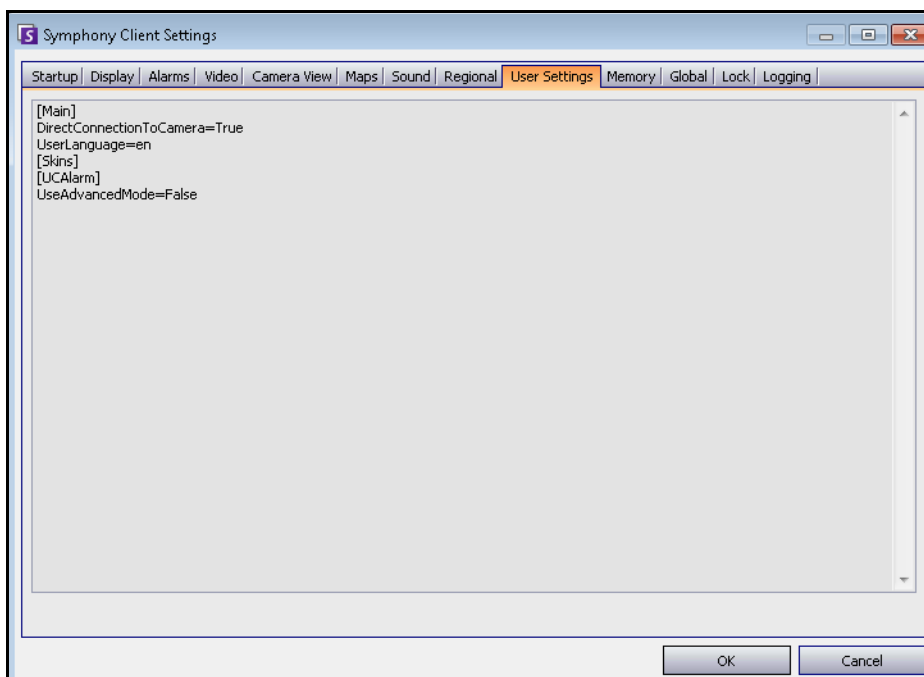 Symphony Client Settings
Startup Display Alarms Video Camera View Maps Sound Regional User Settings Memory Global Lock Logging
[Main]
DirectConnectionToCamera=True
UserLanguage=en
[Skins]
[UCAlarm]
UseAdvancedMode=False
OK Cancel